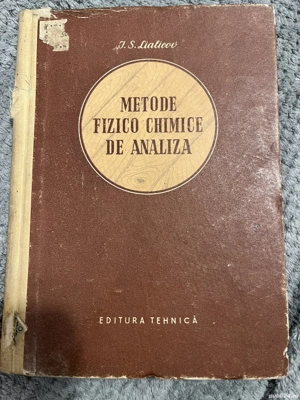 I. S. Lialicov
METODE
FIZICO CHIMICE
DE ANALIZA
EDITURA TEHNICĂ